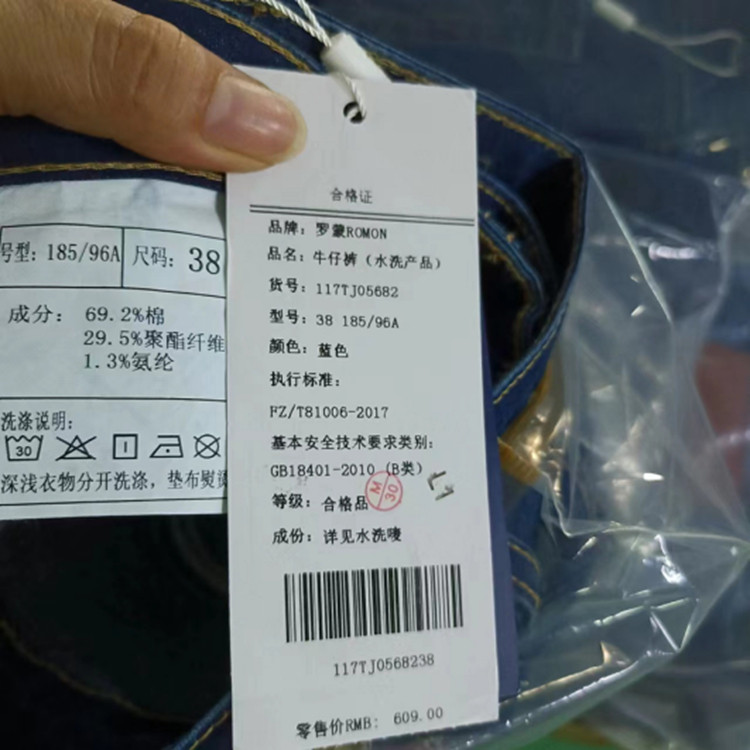 合格证
品牌：罗蒙ROMON
品名：牛仔裤（水洗产品）
货号：117TJ05682
型号：38 185/96A
颜色：蓝色
执行标准：
FZ/T81006-2017
基本安全技术要求类别：
GB18401-2010（B类）
等级：合格品
M
30
成份：详见水洗唛
117TJ0568238
零售价RMB: 609.00
号型：185/96A 尺码：38
成分：69.2%棉
29.5%聚酯纤维
1.3%氨纶
洗涤说明：
30
深浅衣物分开洗涤，垫布熨烫